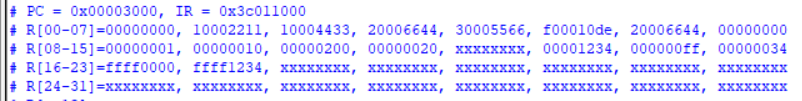 # PC = 0x00003000, IR = 0x3c011000
# R[00-07]=00000000, 10002211, 10004433, 20006644, 30005566, f00010de, 20006644, 00000000
# R[08-15]=00000001, 00000010, 00000200, 00000020, xxxxxxxx, 00001234, 000000ff, 00000034
# R[16-23]=ffff0000, ffff1234, xxxxxxxx, xxxxxxxx, xxxxxxxx, xxxxxxxx, xxxxxxxx, xxxxxxxx
# R[24-31]=xxxxxxxx, xxxxxxxx, xxxxxxxx, xxxxxxxx, xxxxxxxx, xxxxxxxx, xxxxxxxx, xxxxxxxx